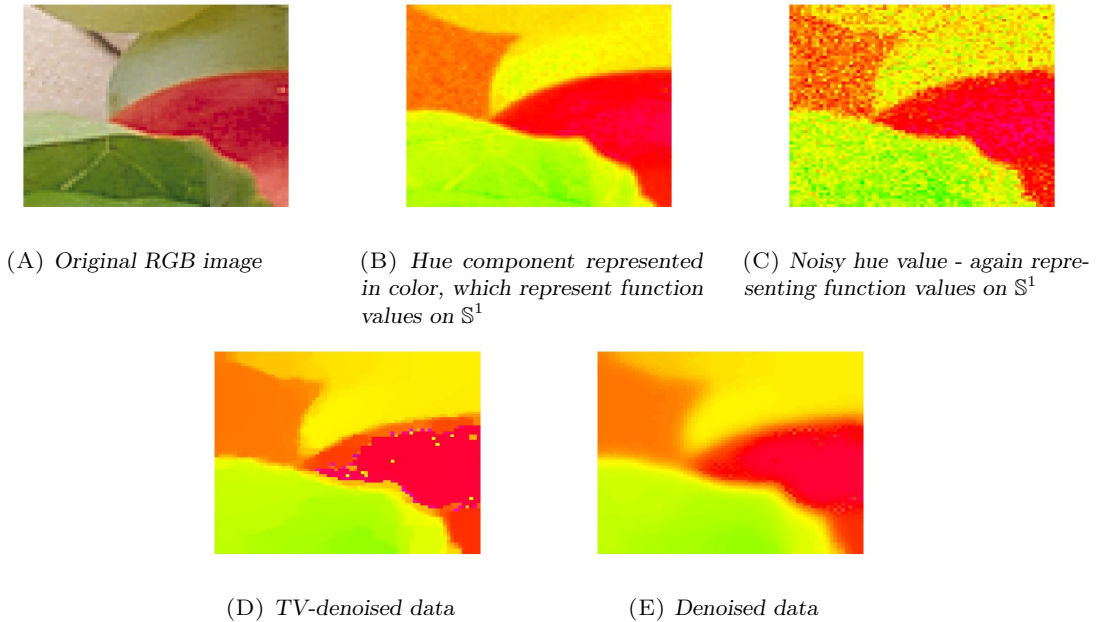 (A) Original RGB image
(B) Hue component represented
in color, which represent function
values on 𝕊¹
(C) Noisy hue value - again repre-
senting function values on 𝕊¹
(D) TV-denoised data
(E) Denoised data